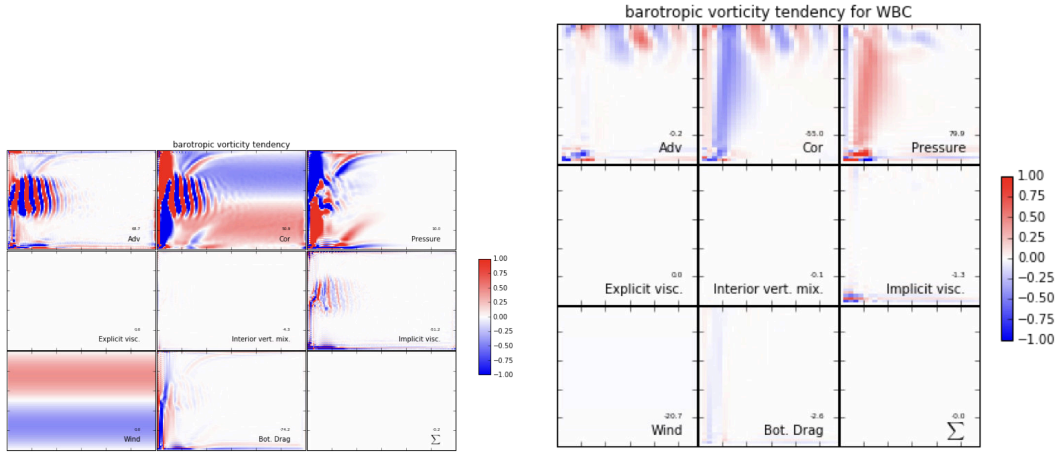 barotropic vorticity tendency for WBC
-0.2
Adv
-55.0
Cor
79.9
Pressure
0.0
Explicit visc.
-0.1
Interior vert. mix.
-1.3
Implicit visc.
-20.7
Wind
-2.6
Bot. Drag
-0.0
Σ
1.00
0.75
0.50
0.25
0.00
−0.25
−0.50
−0.75
−1.00
barotropic vorticity tendency
Adv
Cor
Pressure
Explicit visc.
Interior vert. mix.
Implicit visc.
Wind
Bot. Drag
Σ
1.00
0.75
0.50
0.25
0.00
−0.25
−0.50
−0.75
−1.00